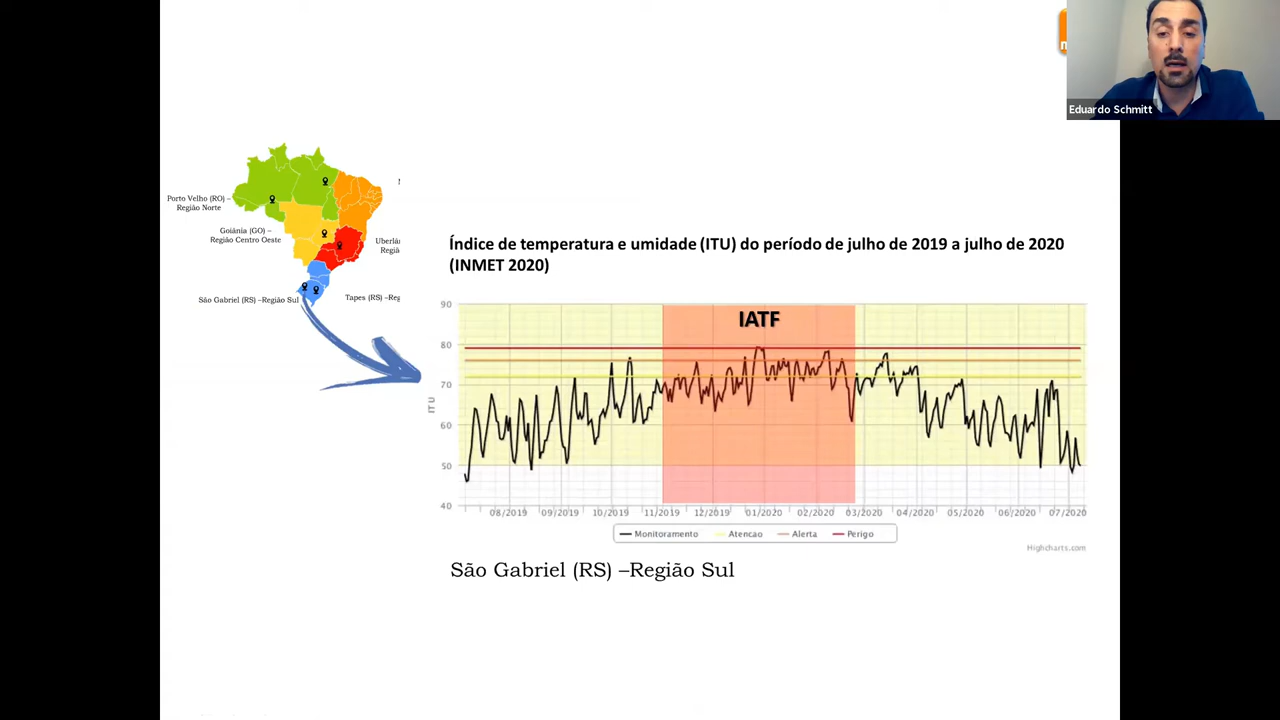 Eduardo Schmitt
Porto Velho (RO) –
Região Norte
Goiânia (GO) –
Região Centro Oeste
São Gabriel (RS) –Região Sul
Tapes (RS) –Reg
Índice de temperatura e umidade (ITU) do período de julho de 2019 a julho de 2020
(INMET 2020)
IATF
90
80
70
60
50
40
ITU
08/2019 09/2019 10/2019 11/2019 12/2019 01/2020 02/2020 03/2020 04/2020 05/2020 06/2020 07/2020
Monitoramento Atencao Alerta Perigo
Highcharts.com
São Gabriel (RS) –Região Sul